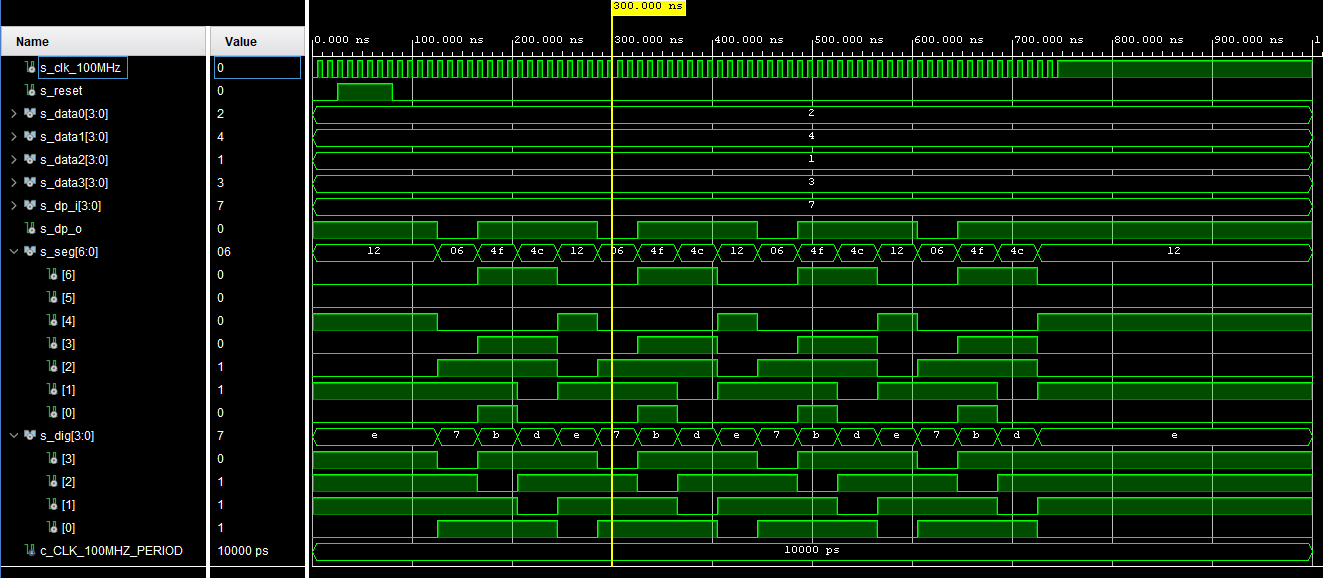 300.000 ns
Name Value
0.000 ns 100.000 ns 200.000 ns 300.000 ns 400.000 ns 500.000 ns 600.000 ns 700.000 ns 800.000 ns 900.000 ns 1
s_clk_100MHz 0
s_reset 0
s_data0[3:0] 2 2
s_data1[3:0] 4 4
s_data2[3:0] 1 1
s_data3[3:0] 3 3
s_dp_i[3:0] 7 7
s_dp_o 0
s_seg[6:0] 06 12 06 4f 4c 12 06 4f 4c 12 06 4f 4c 12 06 4f 4c 12
[6] 0
[5] 0
[4] 0
[3] 0
[2] 1
[1] 1
[0] 0
s_dig[3:0] 7 e 7 b d e 7 b d e 7 b d e 7 b d e
[3] 0
[2] 1
[1] 1
[0] 1
c_CLK_100MHZ_PERIOD 10000 ps 10000 ps